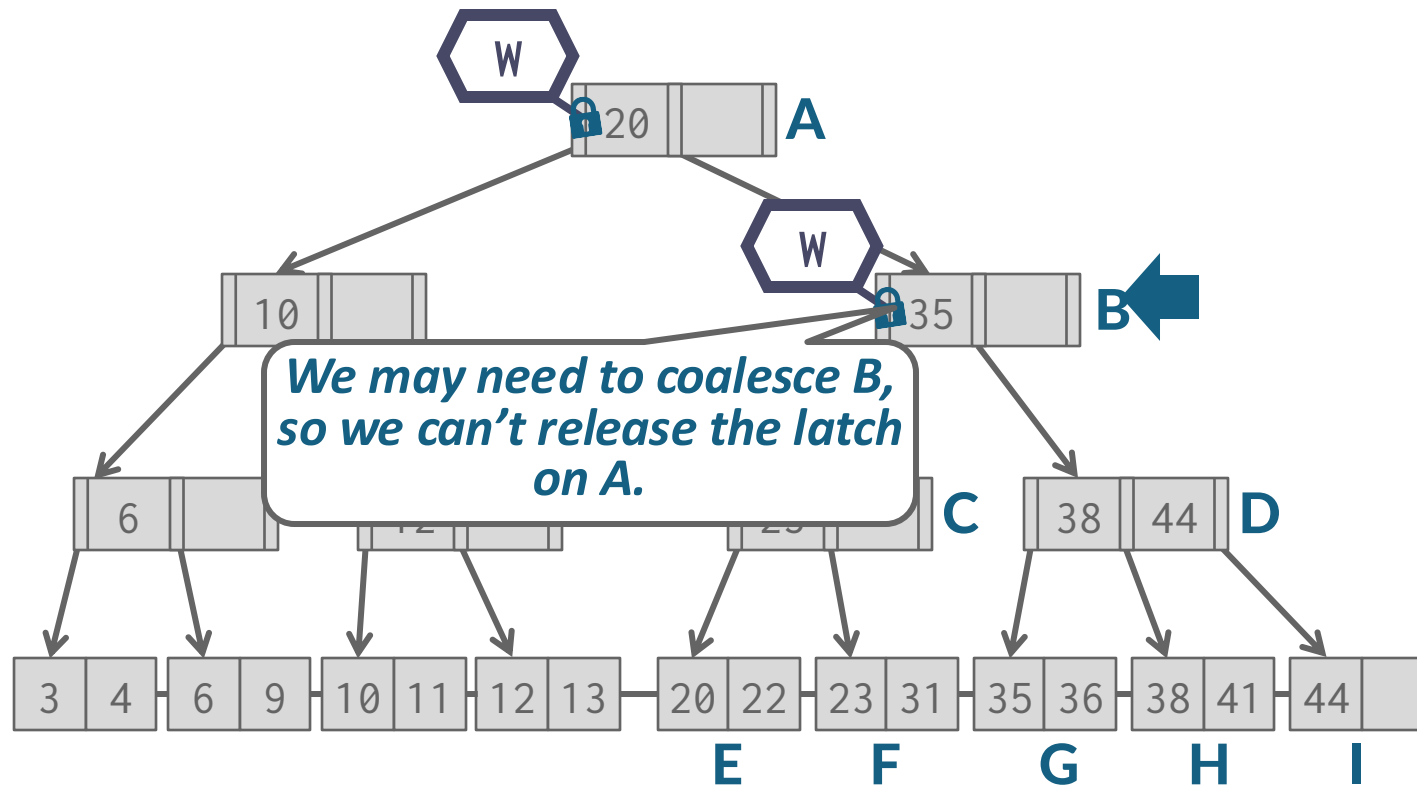 W
20 A
W
10
35 B
We may need to coalesce B,
so we can’t release the latch
on A.
6
C
38 44 D
3 4 6 9 10 11 12 13 20 22 23 31 35 36 38 41 44
E F G H I